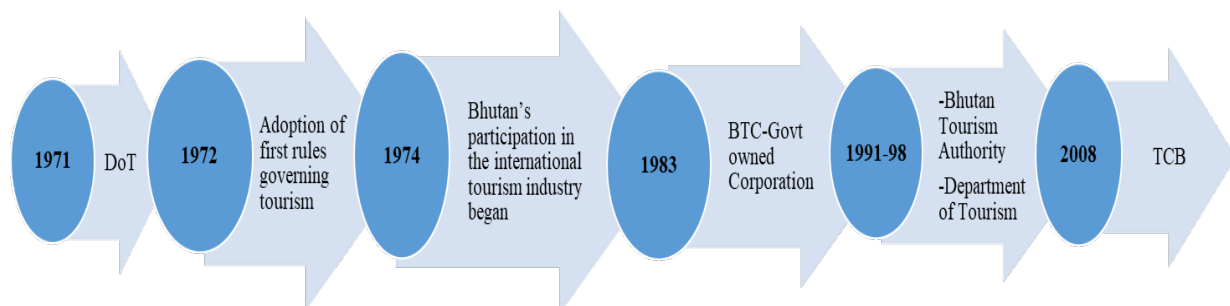 1971
DoT
1972
Adoption of
first rules
governing
tourism
1974
Bhutan’s
participation in
the international
tourism industry
began
1983
BTC-Govt
owned
Corporation
1991-98
-Bhutan
Tourism
Authority
-Department
of Tourism
2008
TCB